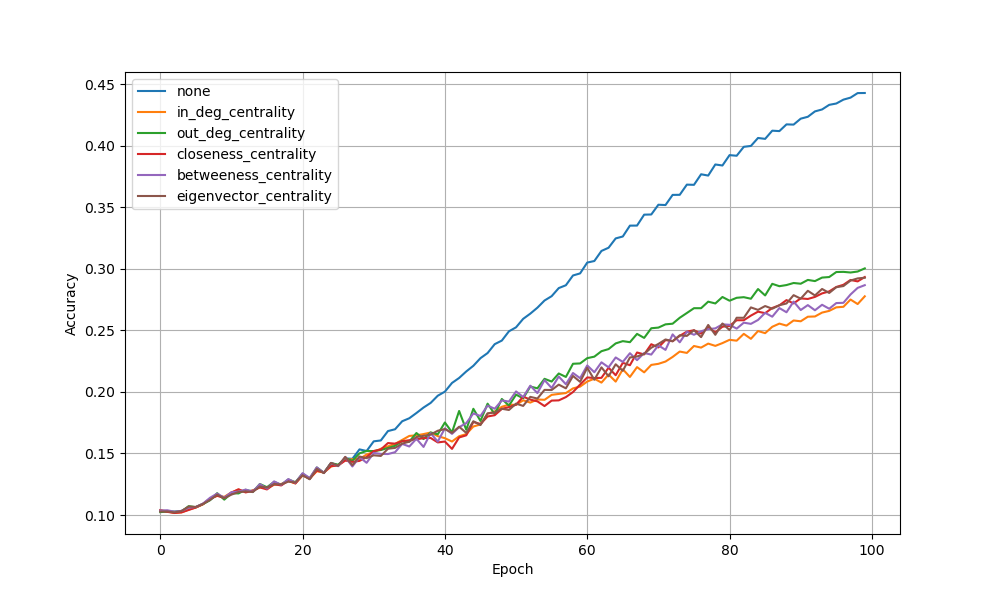 0.45
0.40
0.35
0.30
0.25
0.20
0.15
0.10
Accuracy
none
in_deg_centrality
out_deg_centrality
closeness_centrality
betweeness_centrality
eigenvector_centrality
0 20 40 60 80 100
Epoch